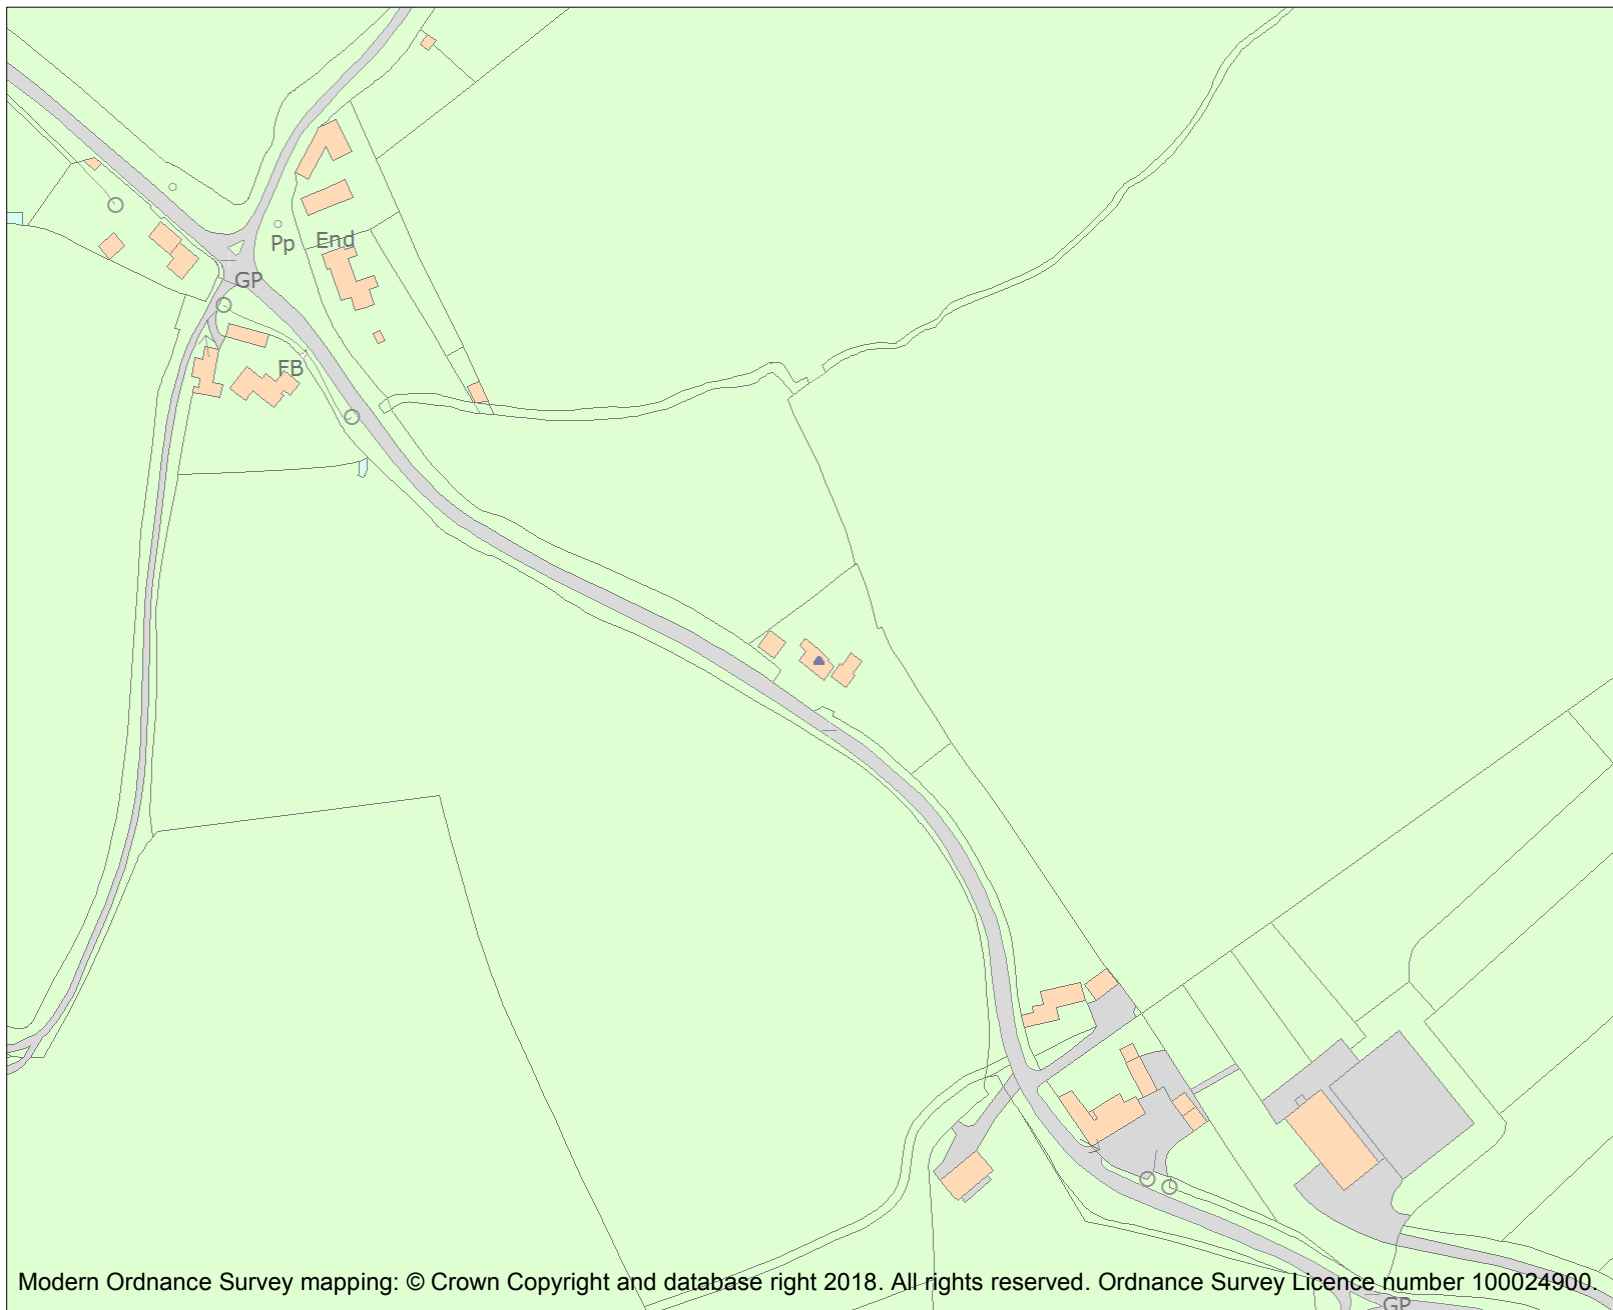 Pp End
GP
FB
Modern Ordnance Survey mapping: © Crown Copyright and database right 2018. All rights reserved. Ordnance Survey Licence number 100024900.
GP